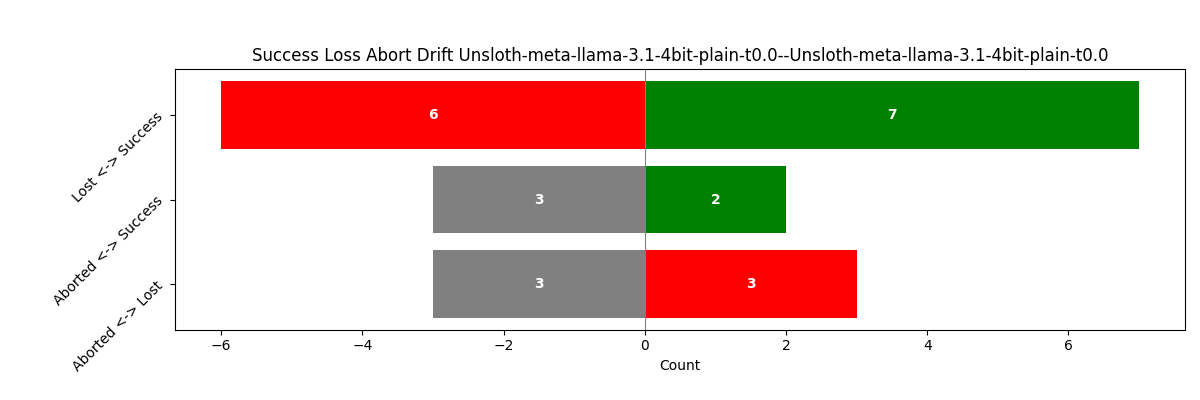 Success Loss Abort Drift Unsloth-meta-llama-3.1-4bit-plain-t0.0--Unsloth-meta-llama-3.1-4bit-plain-t0.0
Lost <-> Success
6
7
Aborted <-> Success
3
2
Aborted <-> Lost
3
3
−6
−4
−2
0
2
4
6
Count